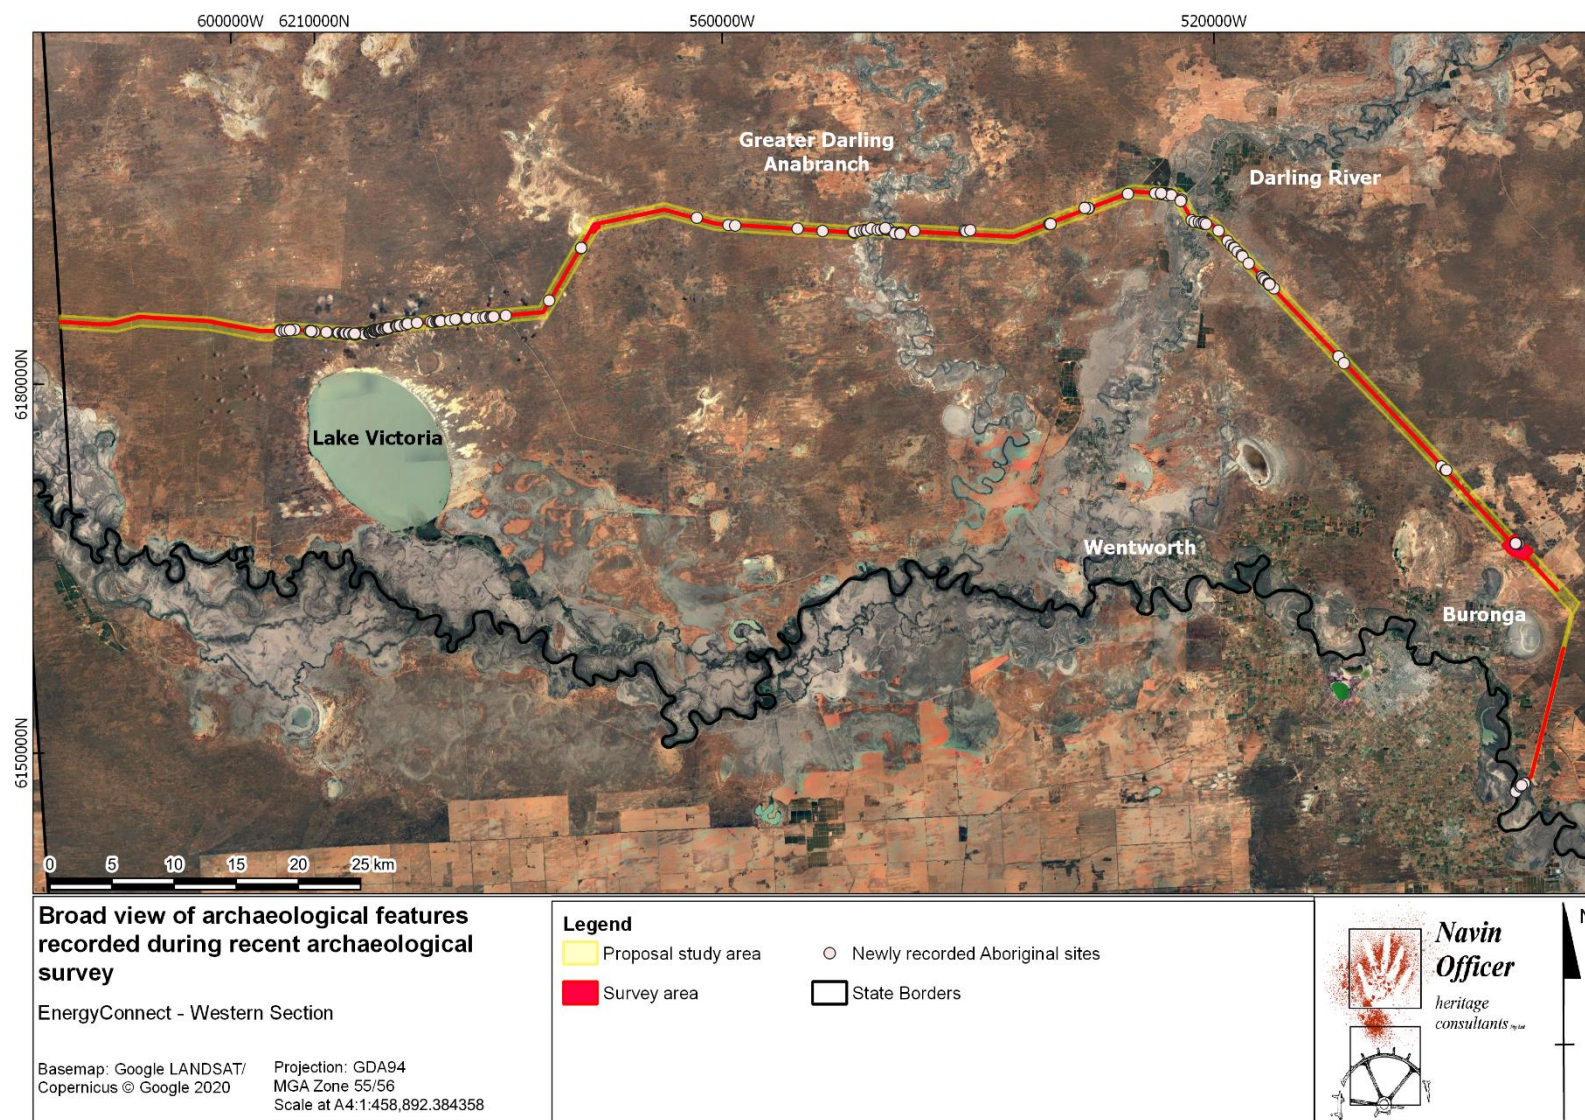 600000W
6210000N
560000W
520000W
Greater Darling
Anabranch
Darling River
6180000N
Lake Victoria
Wentworth
Buronga
6150000N
0 5 10 15 20 25 km
Broad view of archaeological features
recorded during recent archaeological
survey
EnergyConnect - Western Section
Basemap: Google LANDSAT/
Copernicus © Google 2020
Projection: GDA94
MGA Zone 55/56
Scale at A4:1:458,892.384358
Legend
Proposal study area
Newly recorded Aboriginal sites
Survey area
State Borders
Navin
Officer
heritage
consultants Pty Ltd
N